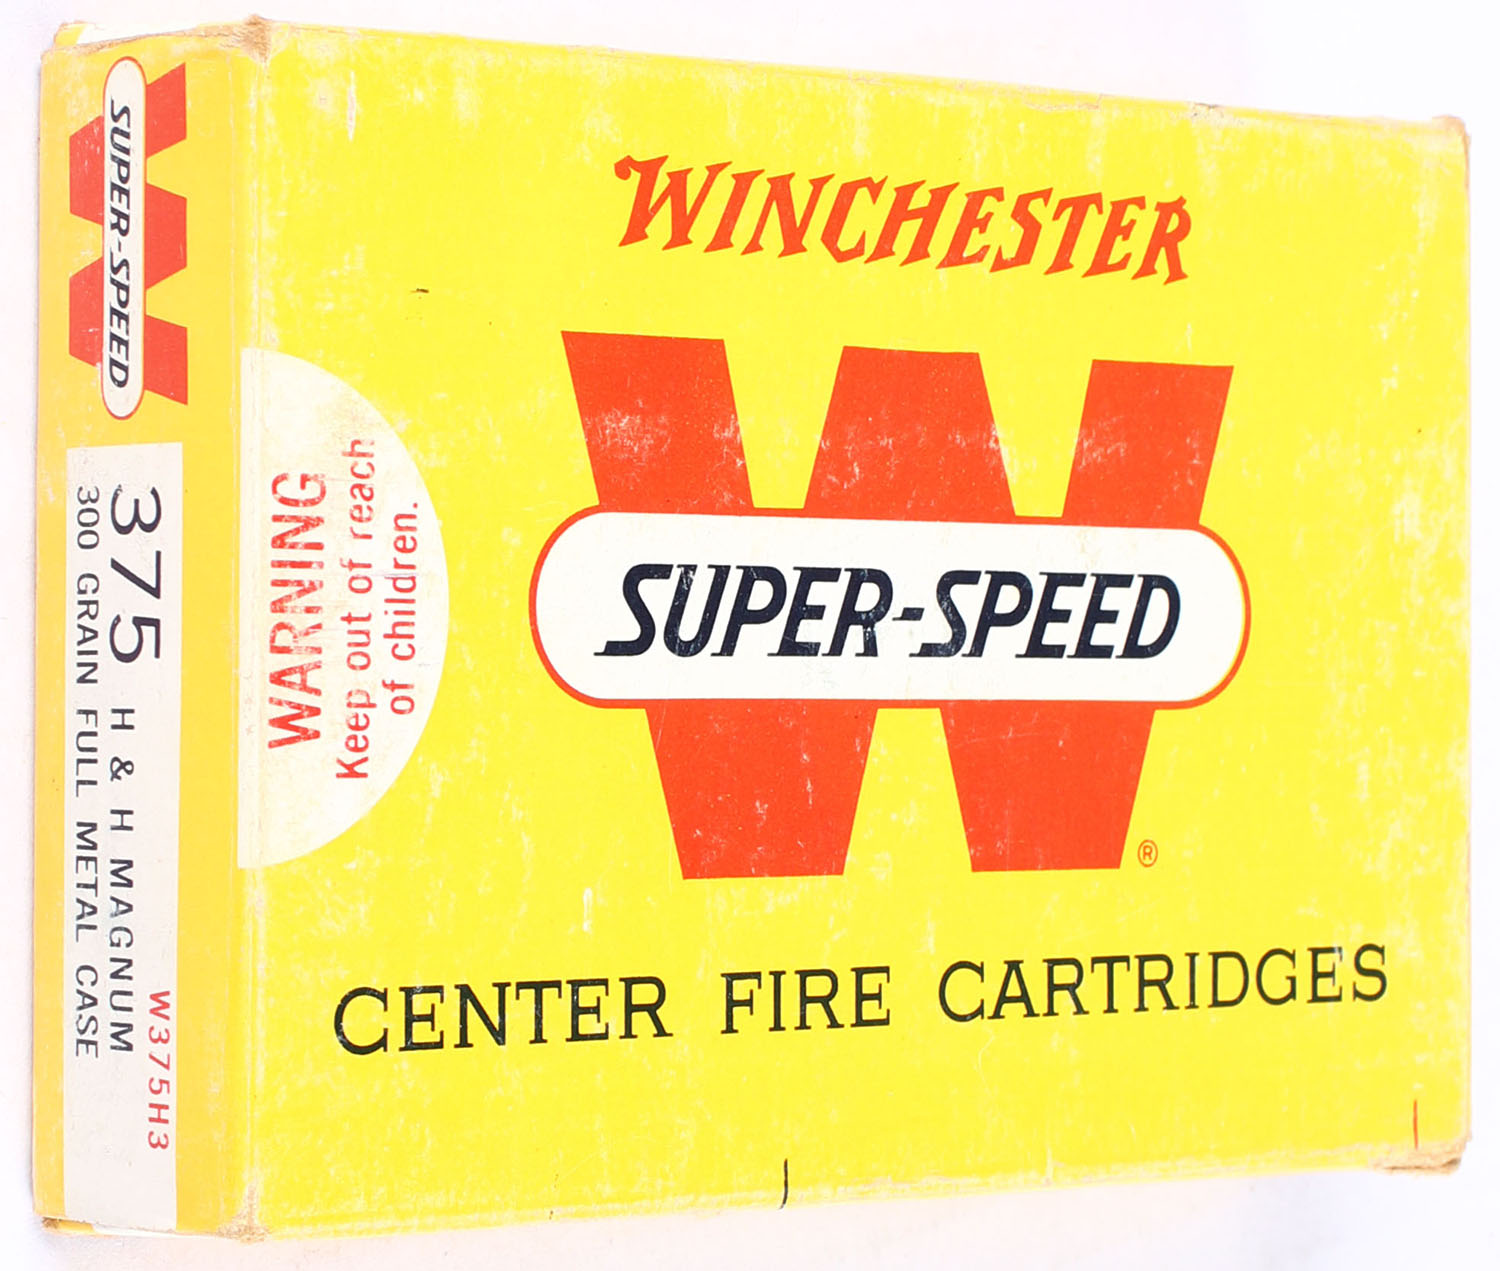 WINCHESTER
W
SUPER-SPEED
®
CENTER FIRE CARTRIDGES
WARNING
Keep out of reach
of children.
W
SUPER-SPEED
375 H & H MAGNUM
300 GRAIN FULL METAL CASE
W375H3